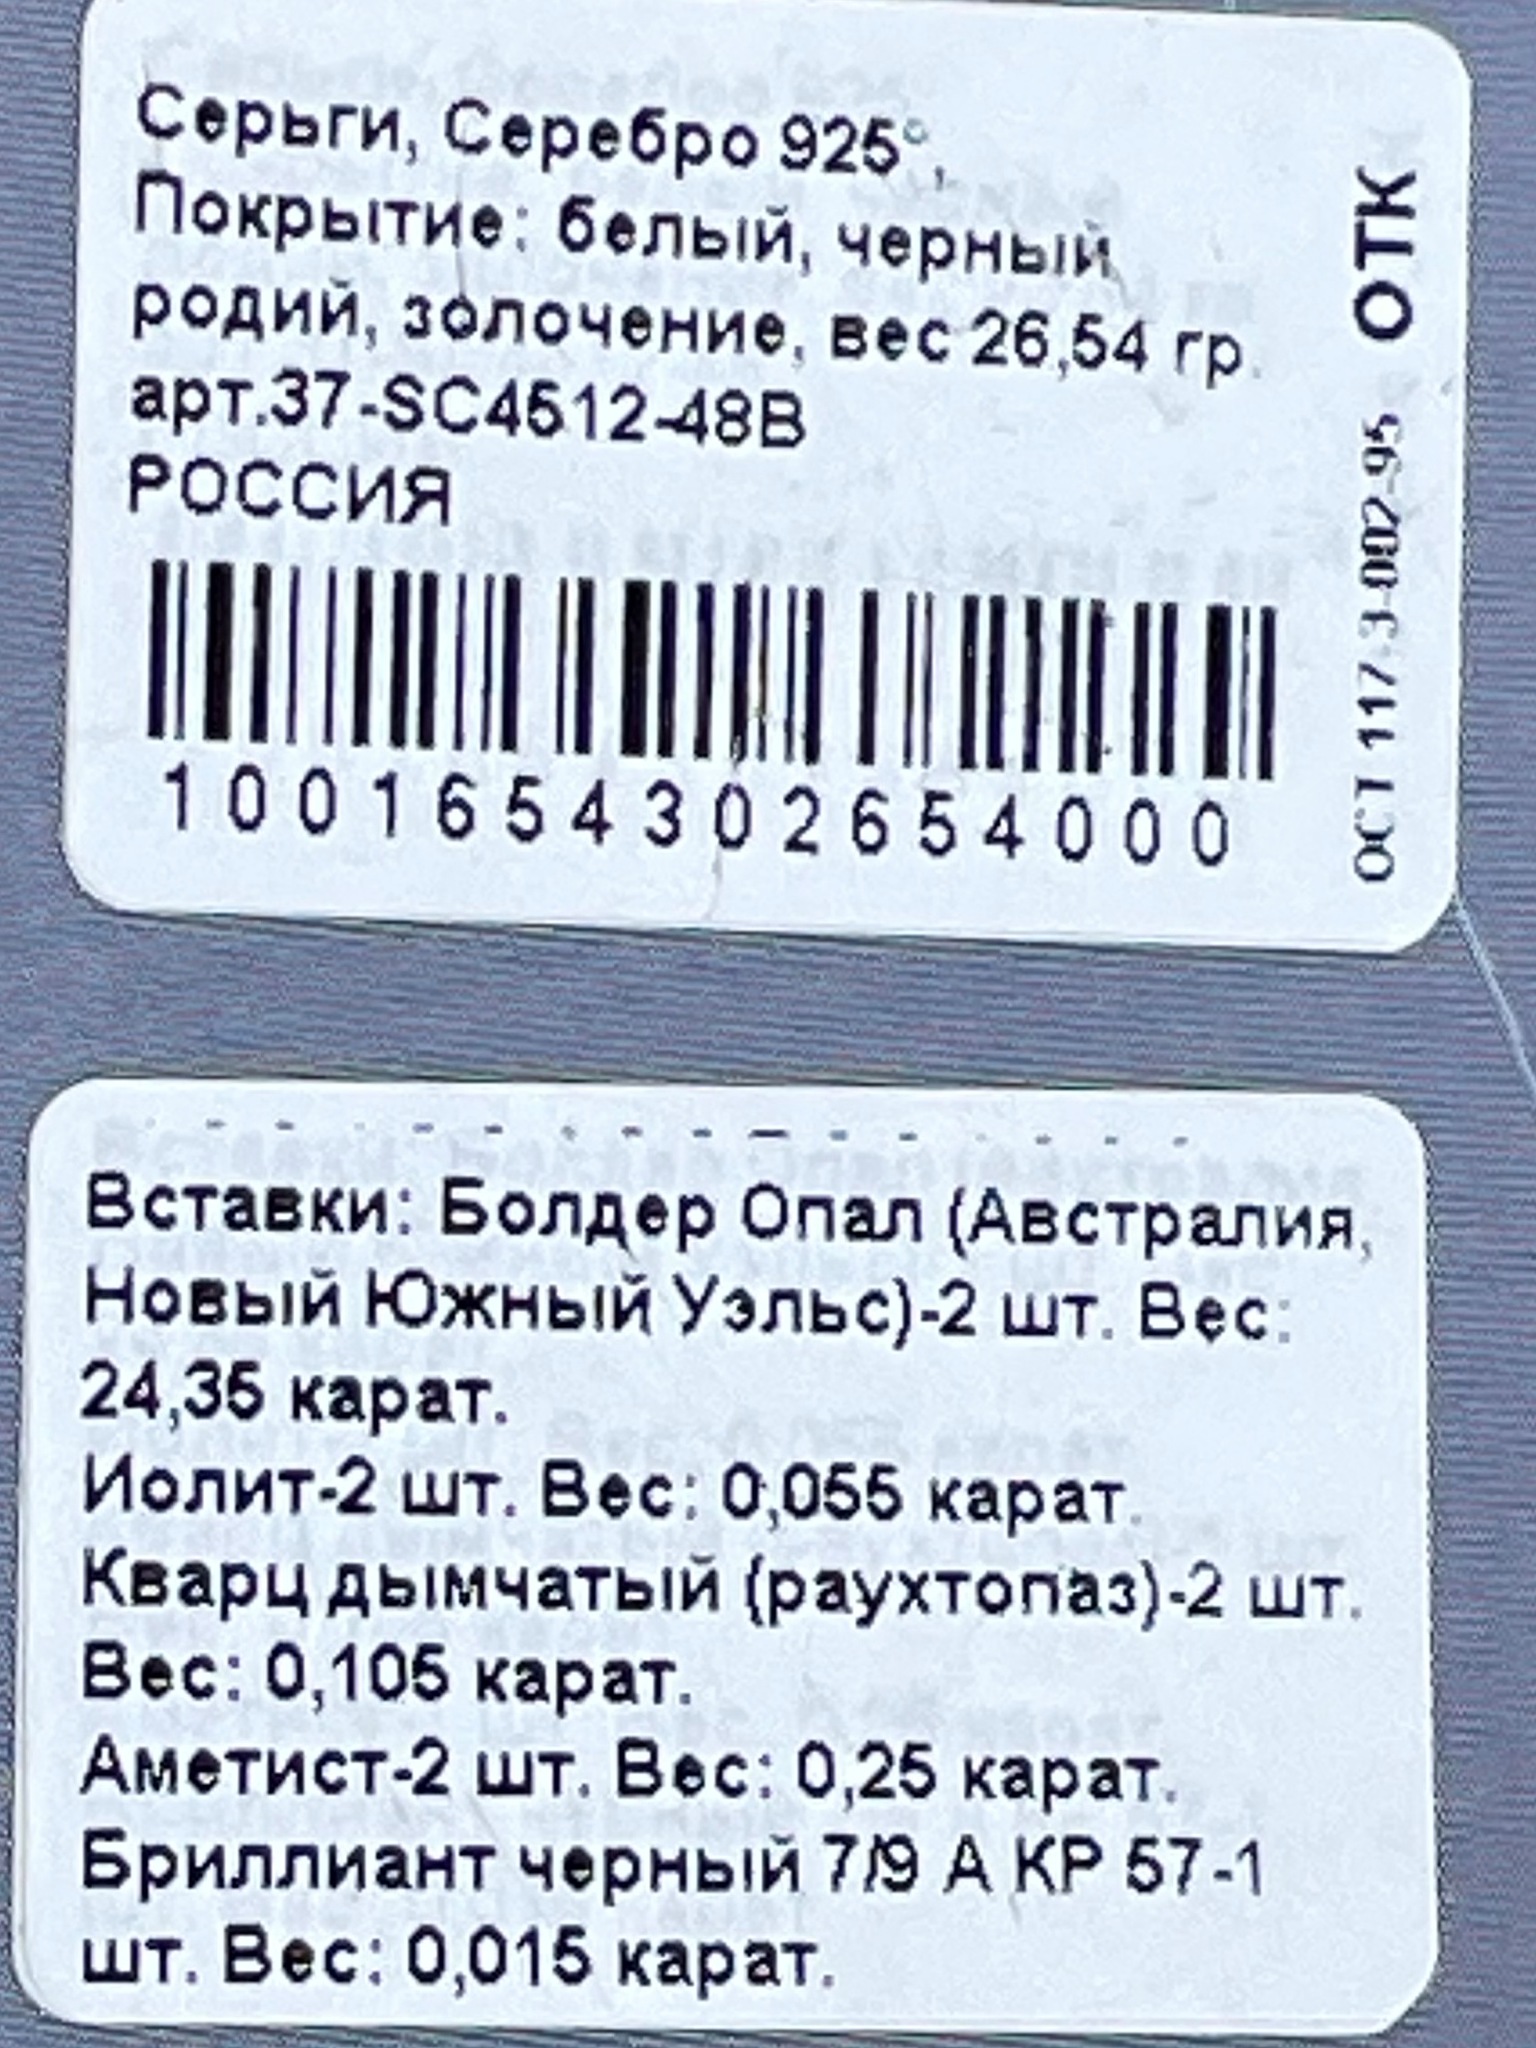 Серьги, Серебро 925°,
Покрытие: белый, черный
родий, золочение, вес 26,54 гр.
арт.37-SC4512-48B
РОССИЯ
1001654302654000
ОТК
ОСТ 117-3-002-95
Вставки: Болдер Опал (Австралия,
Новый Южный Уэльс)-2 шт. Вес:
24,35 карат.
Иолит-2 шт. Вес: 0,055 карат.
Кварц дымчатый (раухтопаз)-2 шт.
Вес: 0,105 карат.
Аметист-2 шт. Вес: 0,25 карат.
Бриллиант черный 7/9 А КР 57-1
шт. Вес: 0,015 карат.